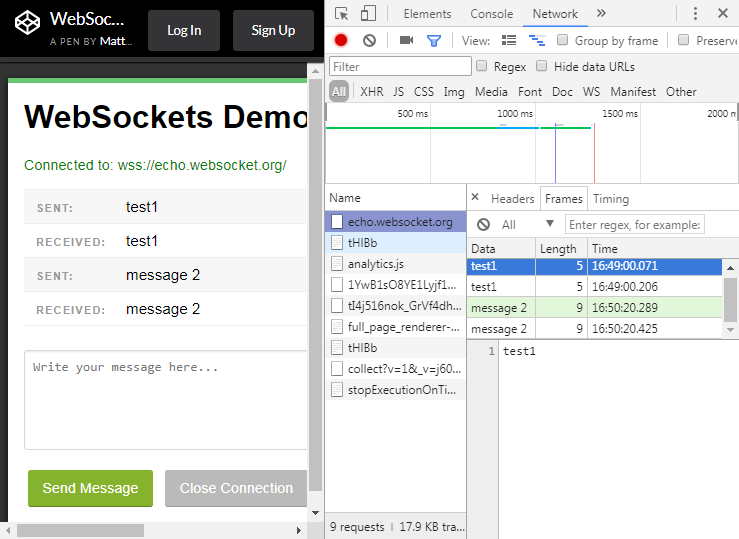 WebSoc...
A PEN BY Matt...
Log In
Sign Up
WebSockets Demo
Connected to: wss://echo.websocket.org/
SENT: test1
RECEIVED: test1
SENT: message 2
RECEIVED: message 2
Write your message here...
Send Message
Close Connection
Elements Console Network »
View: Group by frame Preserve
Filter Regex Hide data URLs
All XHR JS CSS Img Media Font Doc WS Manifest Other
500 ms 1000 ms 1500 ms 2000 m
Name
echo.websocket.org
tHIBb
analytics.js
1YwB1sO8YE1Lyjf1...
tI4j516nok_GrVf4dh...
full_page_renderer-...
tHIBb
collect?v=1&_v=j60...
stopExecutionOnTi...
9 requests | 17.9 KB tra...
× Headers Frames Timing
All ▼ Enter regex, for example:
Data Length Time
test1 5 16:49:00.071
test1 5 16:49:00.206
message 2 9 16:50:20.289
message 2 9 16:50:20.425
1 test1